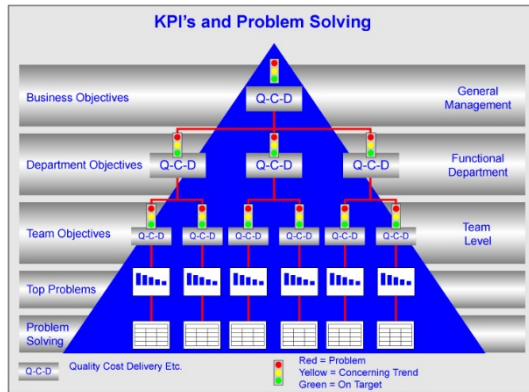 KPI's and Problem Solving
Business Objectives
Q-C-D
General
Management
Department Objectives
Q-C-D
Q-C-D
Q-C-D
Functional
Department
Team Objectives
Q-C-D
Q-C-D
Q-C-D
Q-C-D
Q-C-D
Q-C-D
Team
Level
Top Problems
Problem
Solving
Q-C-D
Quality Cost Delivery Etc.
Red = Problem
Yellow = Concerning Trend
Green = On Target